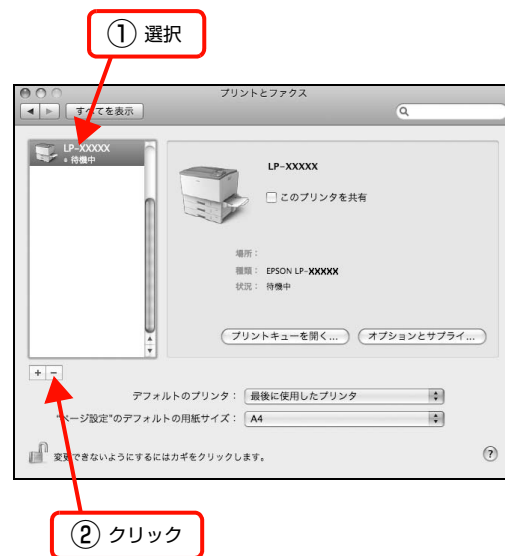 ① 選択
プリントとファクス
すべてを表示
LP-XXXXX
待機中
LP-XXXXX
このプリンタを共有
場所：
種類： EPSON LP-XXXXX
状況： 待機中
プリントキューを開く...
オプションとサプライ...
+ −
デフォルトのプリンタ： 最後に使用したプリンタ
"ページ設定"のデフォルトの用紙サイズ： A4
変更できないようにするにはカギをクリックします。
?
② クリック